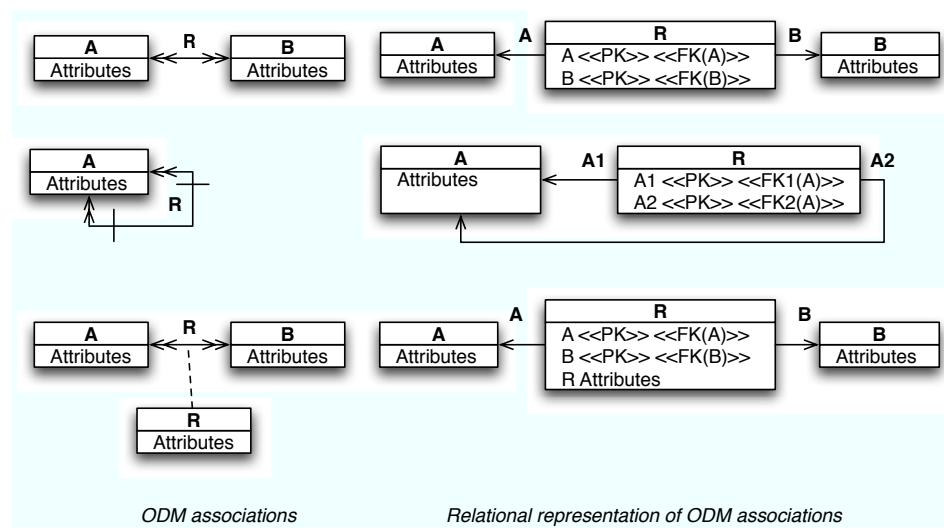 A
Attributes
R
B
Attributes
A
Attributes
A
R
A <<PK>> <<FK(A)>>
B <<PK>> <<FK(B)>>
B
B
Attributes
A
Attributes
R
A
Attributes
A1
R
A1 <<PK>> <<FK1(A)>>
A2 <<PK>> <<FK2(A)>>
A2
A
Attributes
R
B
Attributes
R
Attributes
A
Attributes
A
R
A <<PK>> <<FK(A)>>
B <<PK>> <<FK(B)>>
R Attributes
B
B
Attributes
ODM associations
Relational representation of ODM associations